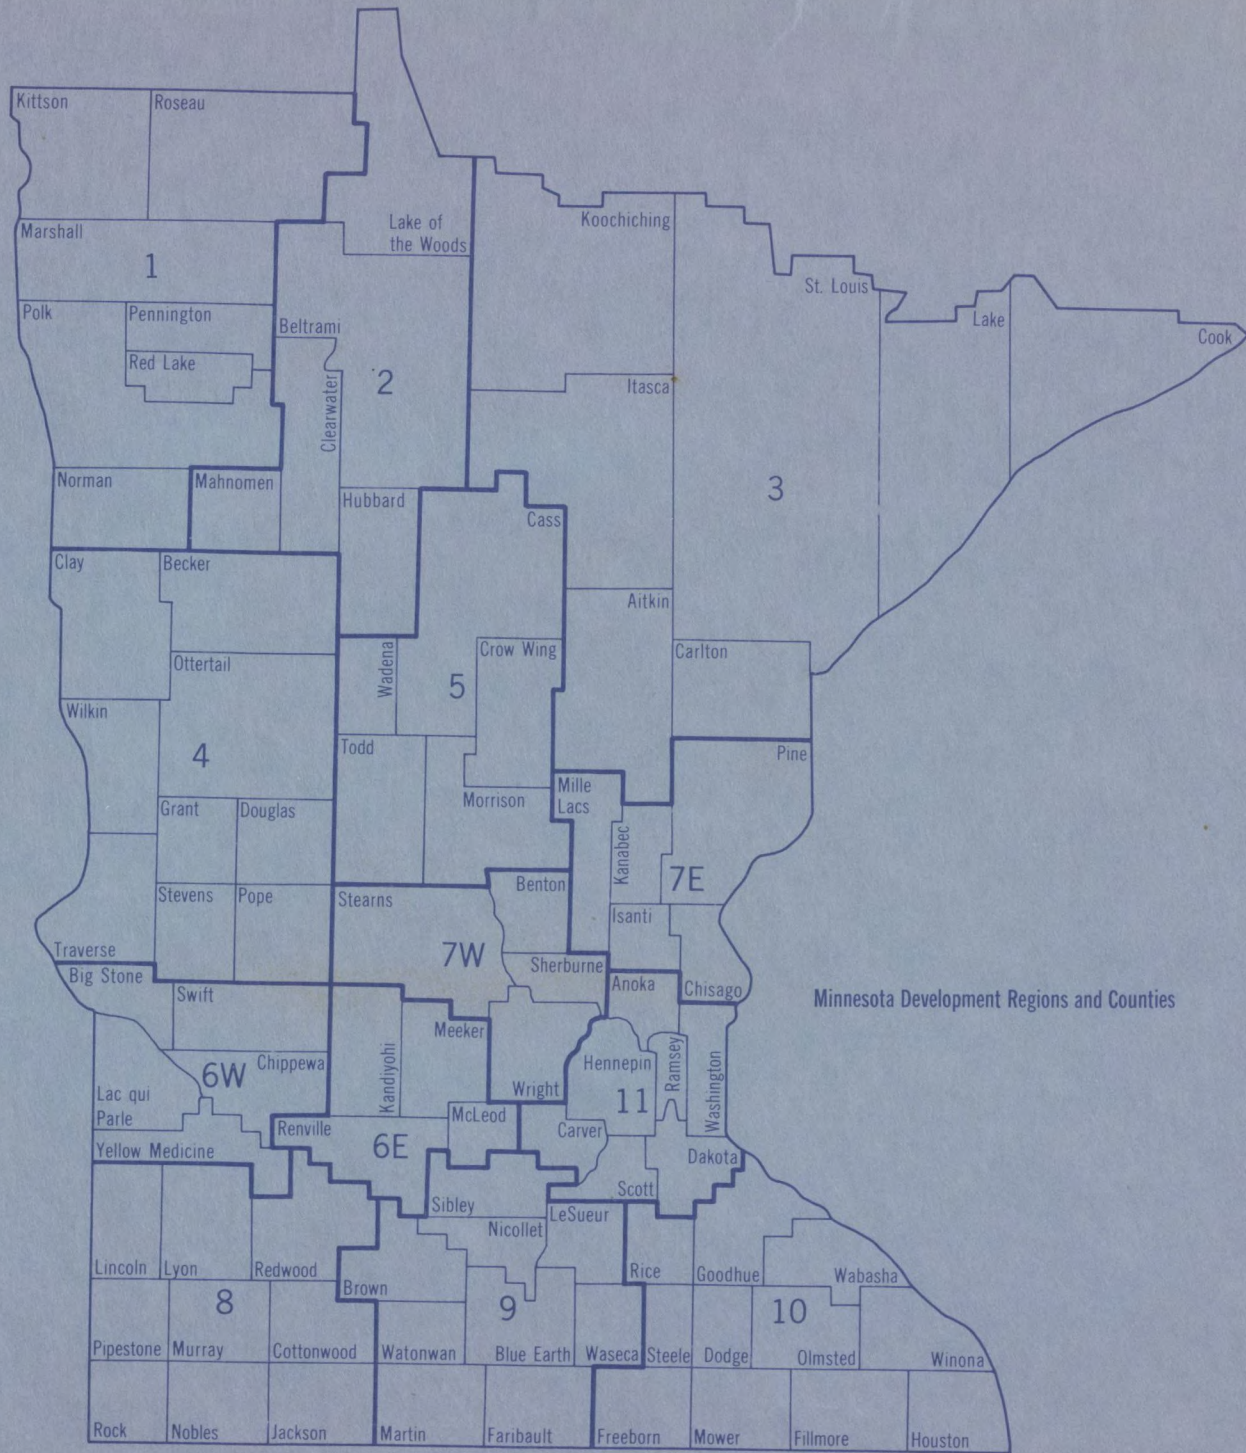 Kittson
Roseau
Lake of
the Woods
Koochiching
Marshall
1
St. Louis
Polk
Pennington
Beltrami
Lake
Cook
Red Lake
Clearwater
2
Itasca
Norman
Mahnomen
Hubbard
Cass
3
Clay
Becker
Aitkin
Ottertail
Wadena
Crow Wing
Carlton
5
Wilkin
4
Todd
Pine
Grant
Douglas
Morrison
Mille
Lacs
Kanabec
7E
Stevens
Pope
Stearns
Benton
Isanti
Traverse
7W
Sherburne
Big Stone
Swift
Anoka
Chisago
Minnesota Development Regions and Counties
Meeker
Chippewa
Kandiyohi
Hennepin
Ramsey
Washington
6W
Lac qui
Parle
Wright
11
McLeod
Renville
Carver
Yellow Medicine
6E
Dakota
Scott
Sibley
Nicollet
LeSueur
Lincoln
Lyon
Redwood
Brown
Rice
Goodhue
Wabasha
8
9
10
Pipestone
Murray
Cottonwood
Watonwan
Blue Earth
Waseca
Steele
Dodge
Olmsted
Winona
Rock
Nobles
Jackson
Martin
Faribault
Freeborn
Mower
Fillmore
Houston